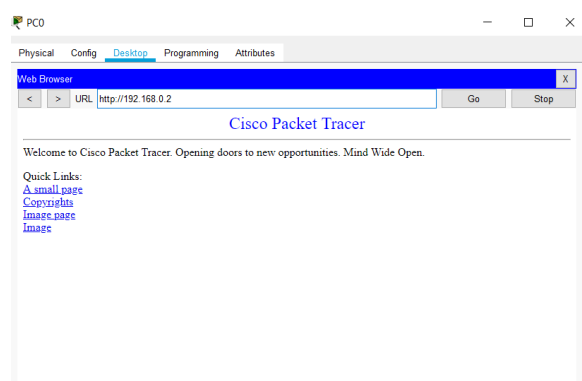 PC0
Physical Config Desktop Programming Attributes
Web Browser X
< > URL http://192.168.0.2 Go Stop
Cisco Packet Tracer
Welcome to Cisco Packet Tracer. Opening doors to new opportunities. Mind Wide Open.
Quick Links:
A small page
Copyrights
Image page
Image